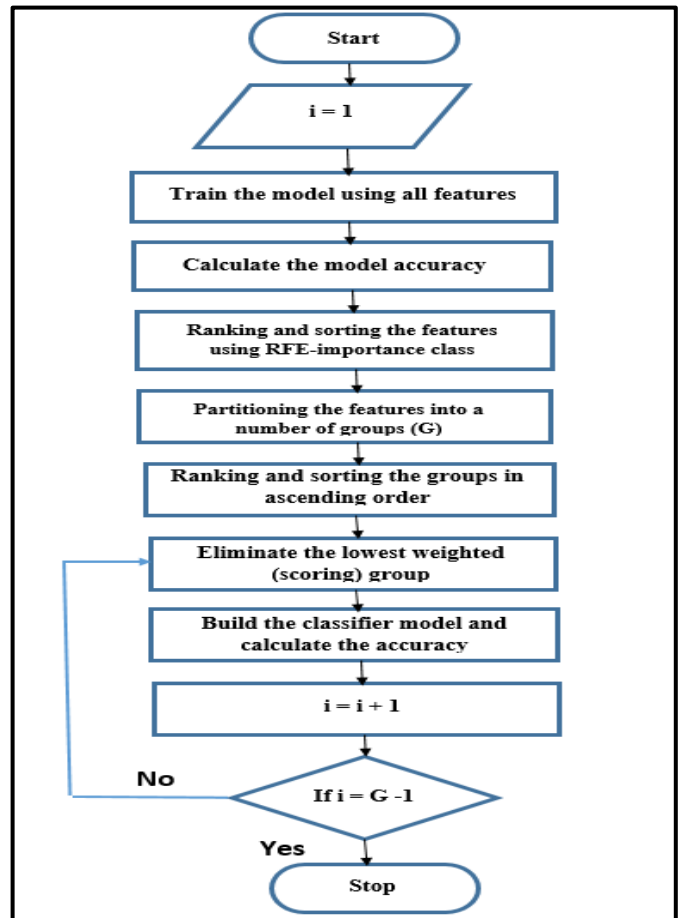 Start
i = 1
Train the model using all features
Calculate the model accuracy
Ranking and sorting the features
using RFE-importance class
Partitioning the features into a
number of groups (G)
Ranking and sorting the groups in
ascending order
Eliminate the lowest weighted
(scoring) group
Build the classifier model and
calculate the accuracy
i = i + 1
If i = G -1
No
Yes
Stop